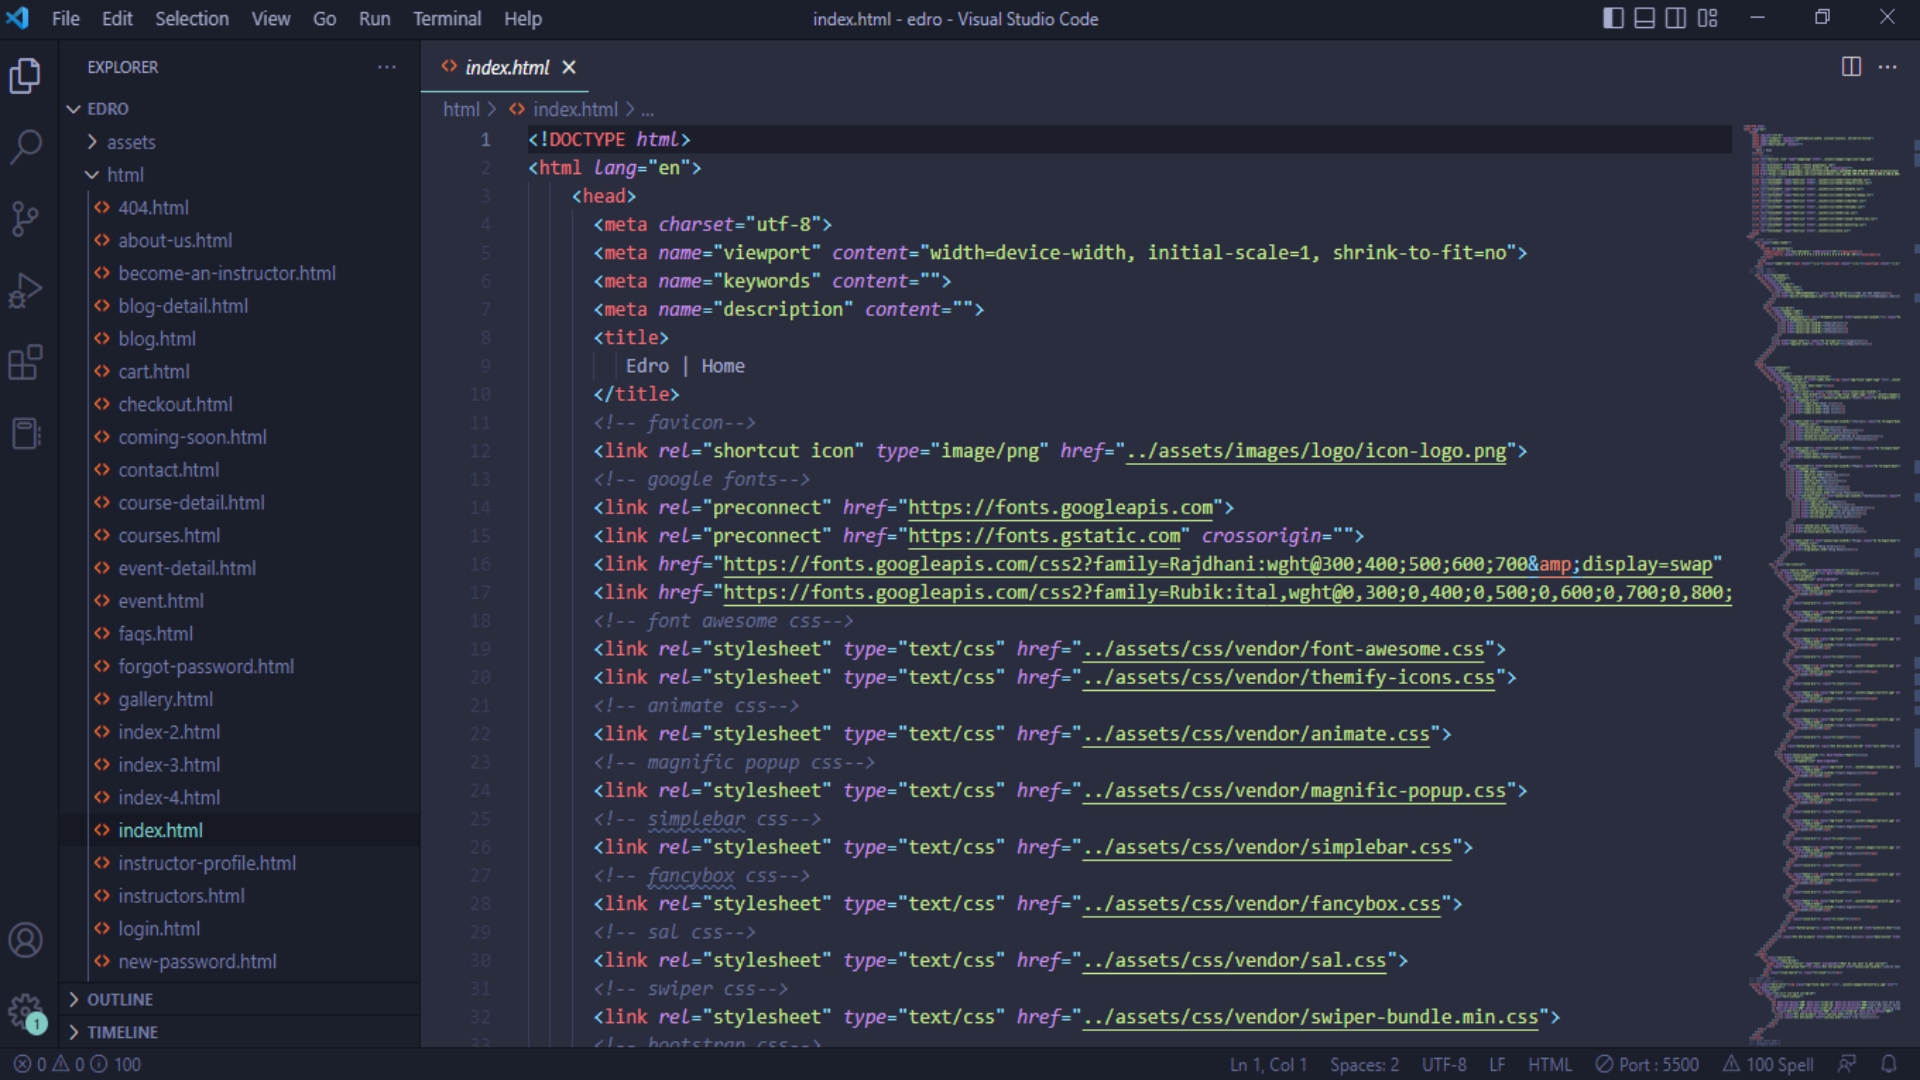 File Edit Selection View Go Run Terminal Help
index.html - edro - Visual Studio Code
EXPLORER
EDRO
assets
html
404.html
about-us.html
become-an-instructor.html
blog-detail.html
blog.html
cart.html
checkout.html
coming-soon.html
contact.html
course-detail.html
courses.html
event-detail.html
event.html
faqs.html
forgot-password.html
gallery.html
index-2.html
index-3.html
index-4.html
index.html
instructor-profile.html
instructors.html
login.html
new-password.html
OUTLINE
TIMELINE
1
index.html
html > index.html > ...
1 <!DOCTYPE html>
2 <html lang="en">
3 <head>
4 <meta charset="utf-8">
5 <meta name="viewport" content="width=device-width, initial-scale=1, shrink-to-fit=no">
6 <meta name="keywords" content="">
7 <meta name="description" content="">
8 <title>
9 Edro | Home
10 </title>
11 <!-- favicon-->
12 <link rel="shortcut icon" type="image/png" href="../assets/images/logo/icon-logo.png">
13 <!-- google fonts-->
14 <link rel="preconnect" href="https://fonts.googleapis.com">
15 <link rel="preconnect" href="https://fonts.gstatic.com" crossorigin="">
16 <link href="https://fonts.googleapis.com/css2?family=Rajdhani:wght@300;400;500;600;700&amp;display=swap"
17 <link href="https://fonts.googleapis.com/css2?family=Rubik:ital,wght@0,300;0,400;0,500;0,600;0,700;0,800;
18 <!-- font awesome css-->
19 <link rel="stylesheet" type="text/css" href="../assets/css/vendor/font-awesome.css">
20 <link rel="stylesheet" type="text/css" href="../assets/css/vendor/themify-icons.css">
21 <!-- animate css-->
22 <link rel="stylesheet" type="text/css" href="../assets/css/vendor/animate.css">
23 <!-- magnific popup css-->
24 <link rel="stylesheet" type="text/css" href="../assets/css/vendor/magnific-popup.css">
25 <!-- simplebar css-->
26 <link rel="stylesheet" type="text/css" href="../assets/css/vendor/simplebar.css">
27 <!-- fancybox css-->
28 <link rel="stylesheet" type="text/css" href="../assets/css/vendor/fancybox.css">
29 <!-- sal css-->
30 <link rel="stylesheet" type="text/css" href="../assets/css/vendor/sal.css">
31 <!-- swiper css-->
32 <link rel="stylesheet" type="text/css" href="../assets/css/vendor/swiper-bundle.min.css">
33 <!-- bootstrap css-->
0 0 100
Ln 1, Col 1 Spaces: 2 UTF-8 LF HTML Port : 5500 100 Spell